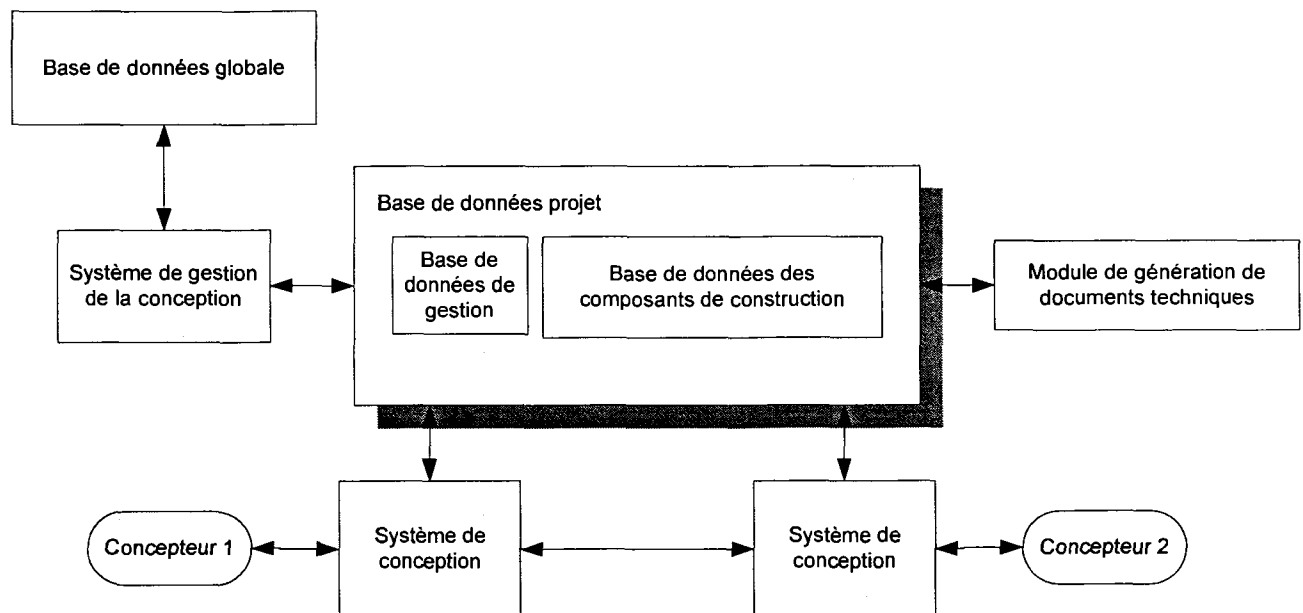 Base de données globale
Base de données projet
Système de gestion
de la conception
Base de
données de
gestion
Base de données des
composants de construction
Module de génération de
documents techniques
Concepteur 1
Système de
conception
Système de
conception
Concepteur 2